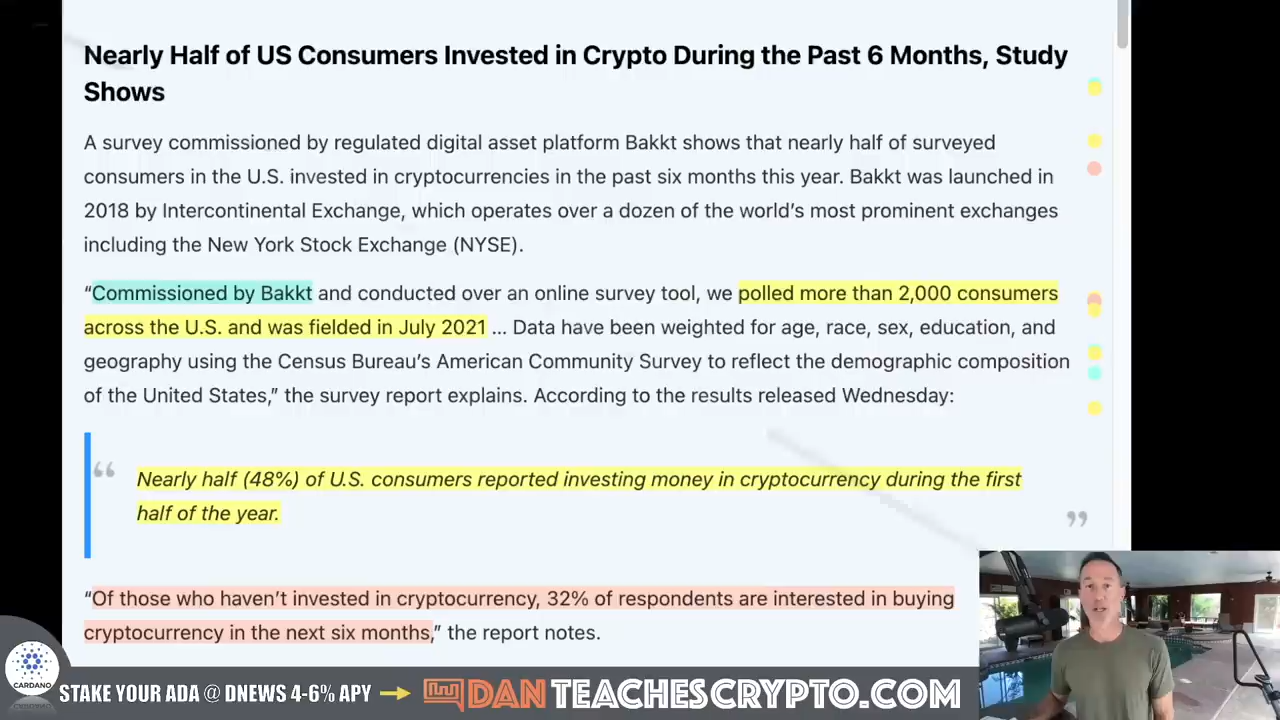 Nearly Half of US Consumers Invested in Crypto During the Past 6 Months, Study
Shows
A survey commissioned by regulated digital asset platform Bakkt shows that nearly half of surveyed
consumers in the U.S. invested in cryptocurrencies in the past six months this year. Bakkt was launched in
2018 by Intercontinental Exchange, which operates over a dozen of the world’s most prominent exchanges
including the New York Stock Exchange (NYSE).
“Commissioned by Bakkt and conducted over an online survey tool, we polled more than 2,000 consumers
across the U.S. and was fielded in July 2021 ... Data have been weighted for age, race, sex, education, and
geography using the Census Bureau’s American Community Survey to reflect the demographic composition
of the United States,” the survey report explains. According to the results released Wednesday:
“
Nearly half (48%) of U.S. consumers reported investing money in cryptocurrency during the first
half of the year.
”
“Of those who haven’t invested in cryptocurrency, 32% of respondents are interested in buying
cryptocurrency in the next six months,” the report notes.
CARDANO
STAKE YOUR ADA @ DNEWS 4-6% APY → DANTEACHESCRYPTO.COM